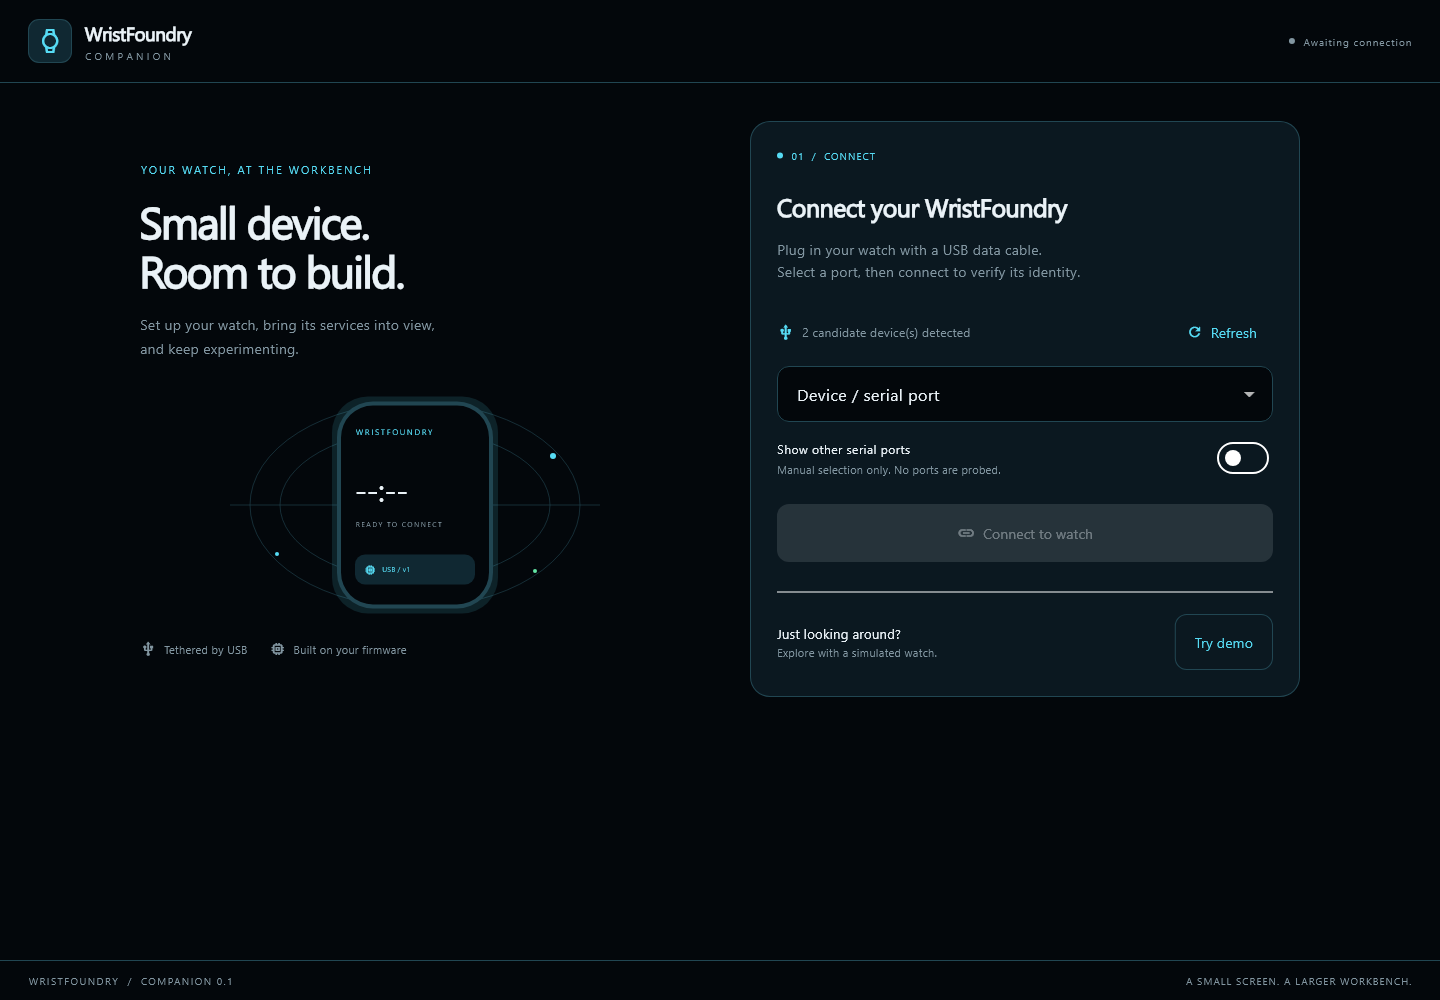 WristFoundry
COMPANION
Awaiting connection
YOUR WATCH, AT THE WORKBENCH
Small device.
Room to build.
Set up your watch, bring its services into view,
and keep experimenting.
WRISTFOUNDRY
--:--
READY TO CONNECT
USB / v1
Tethered by USB
Built on your firmware
01 / CONNECT
Connect your WristFoundry
Plug in your watch with a USB data cable.
Select a port, then connect to verify its identity.
2 candidate device(s) detected
Refresh
Device / serial port
Show other serial ports
Manual selection only. No ports are probed.
Connect to watch
Just looking around?
Explore with a simulated watch.
Try demo
WRISTFOUNDRY / COMPANION 0.1
A SMALL SCREEN. A LARGER WORKBENCH.